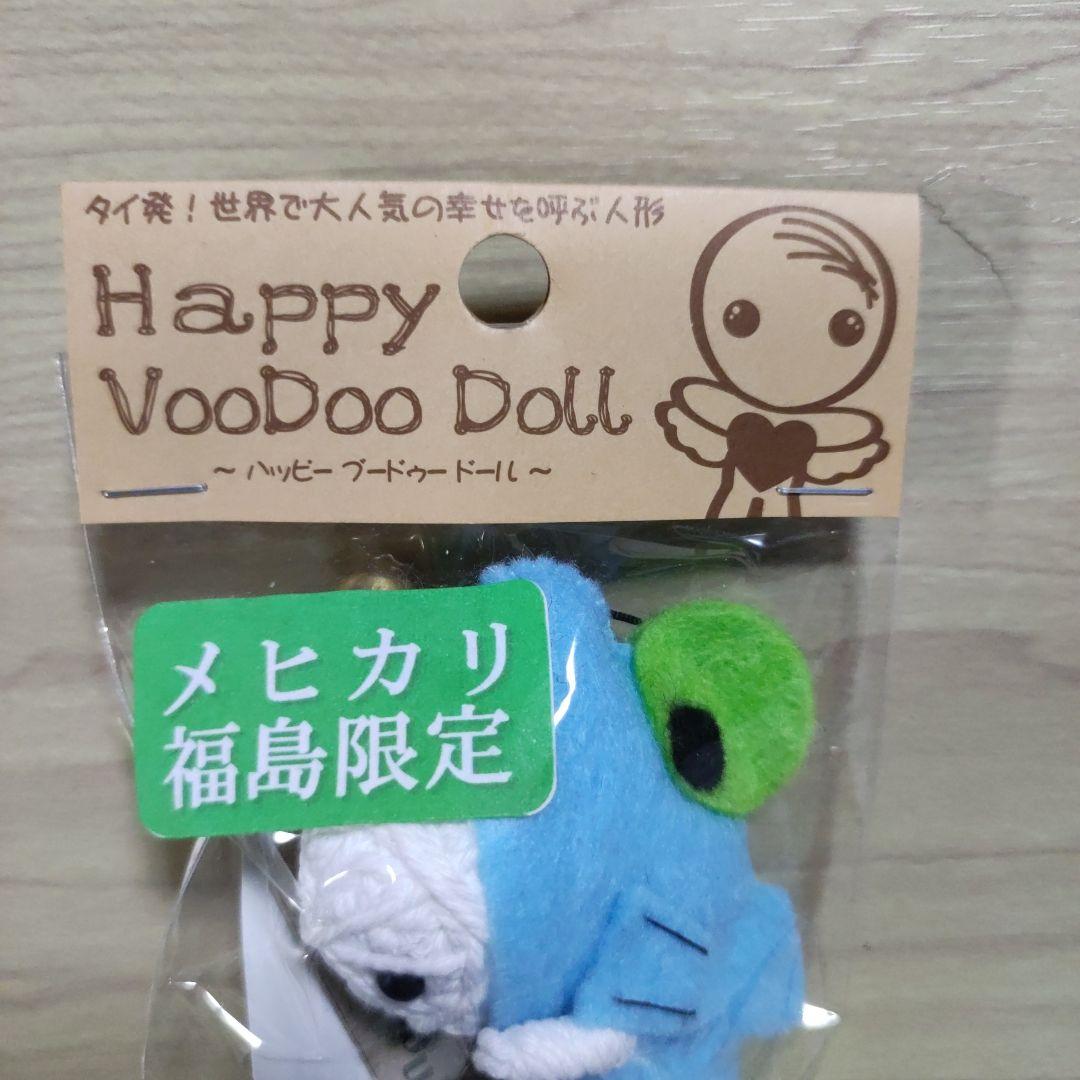 タイ発！世界で大人気の幸せを呼ぶ人形
Happy
VooDoo Doll
～ ハッピー ブードゥー ドール ～
メヒカリ
福島限定